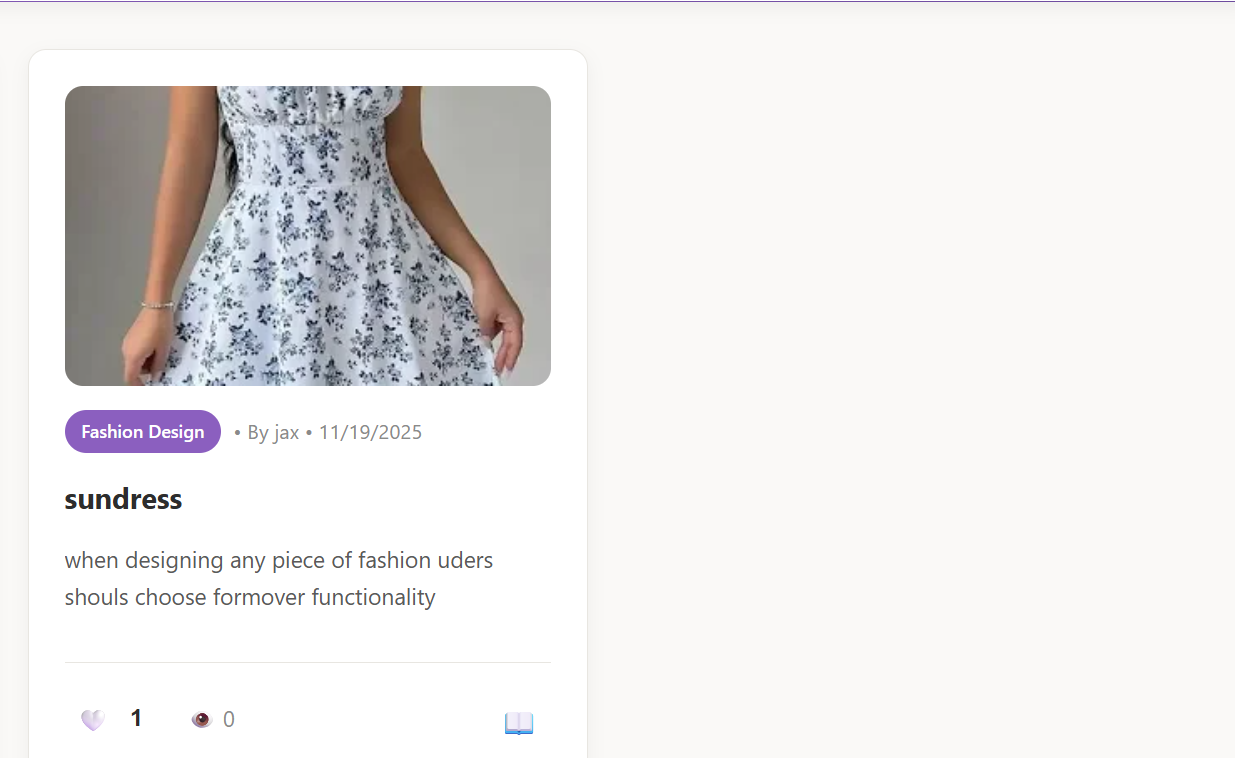 Fashion Design • By jax • 11/19/2025
sundress
when designing any piece of fashion uders
shouls choose formover functionality
1 0